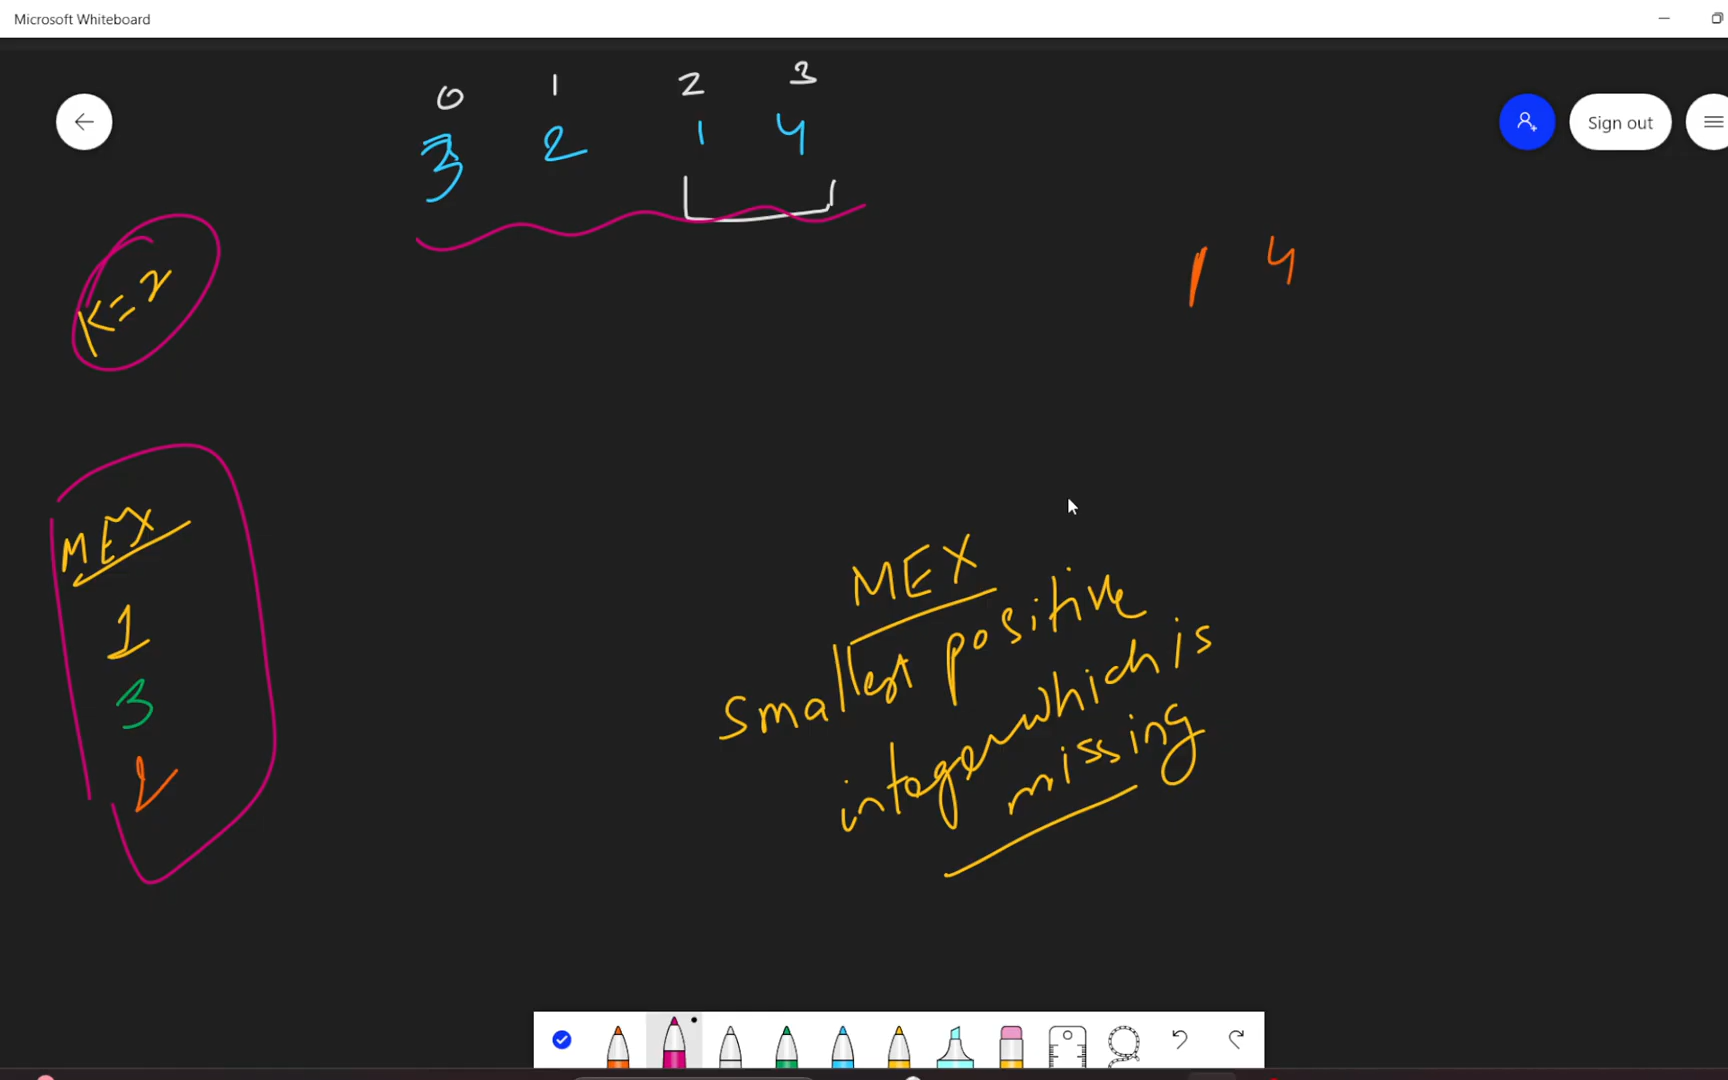 Microsoft Whiteboard
0 1 2 3
3 2 1 4
Sign out
K=2
1 4
MEX
1
3
2
MEX
Smallest positive
integer which is
missing